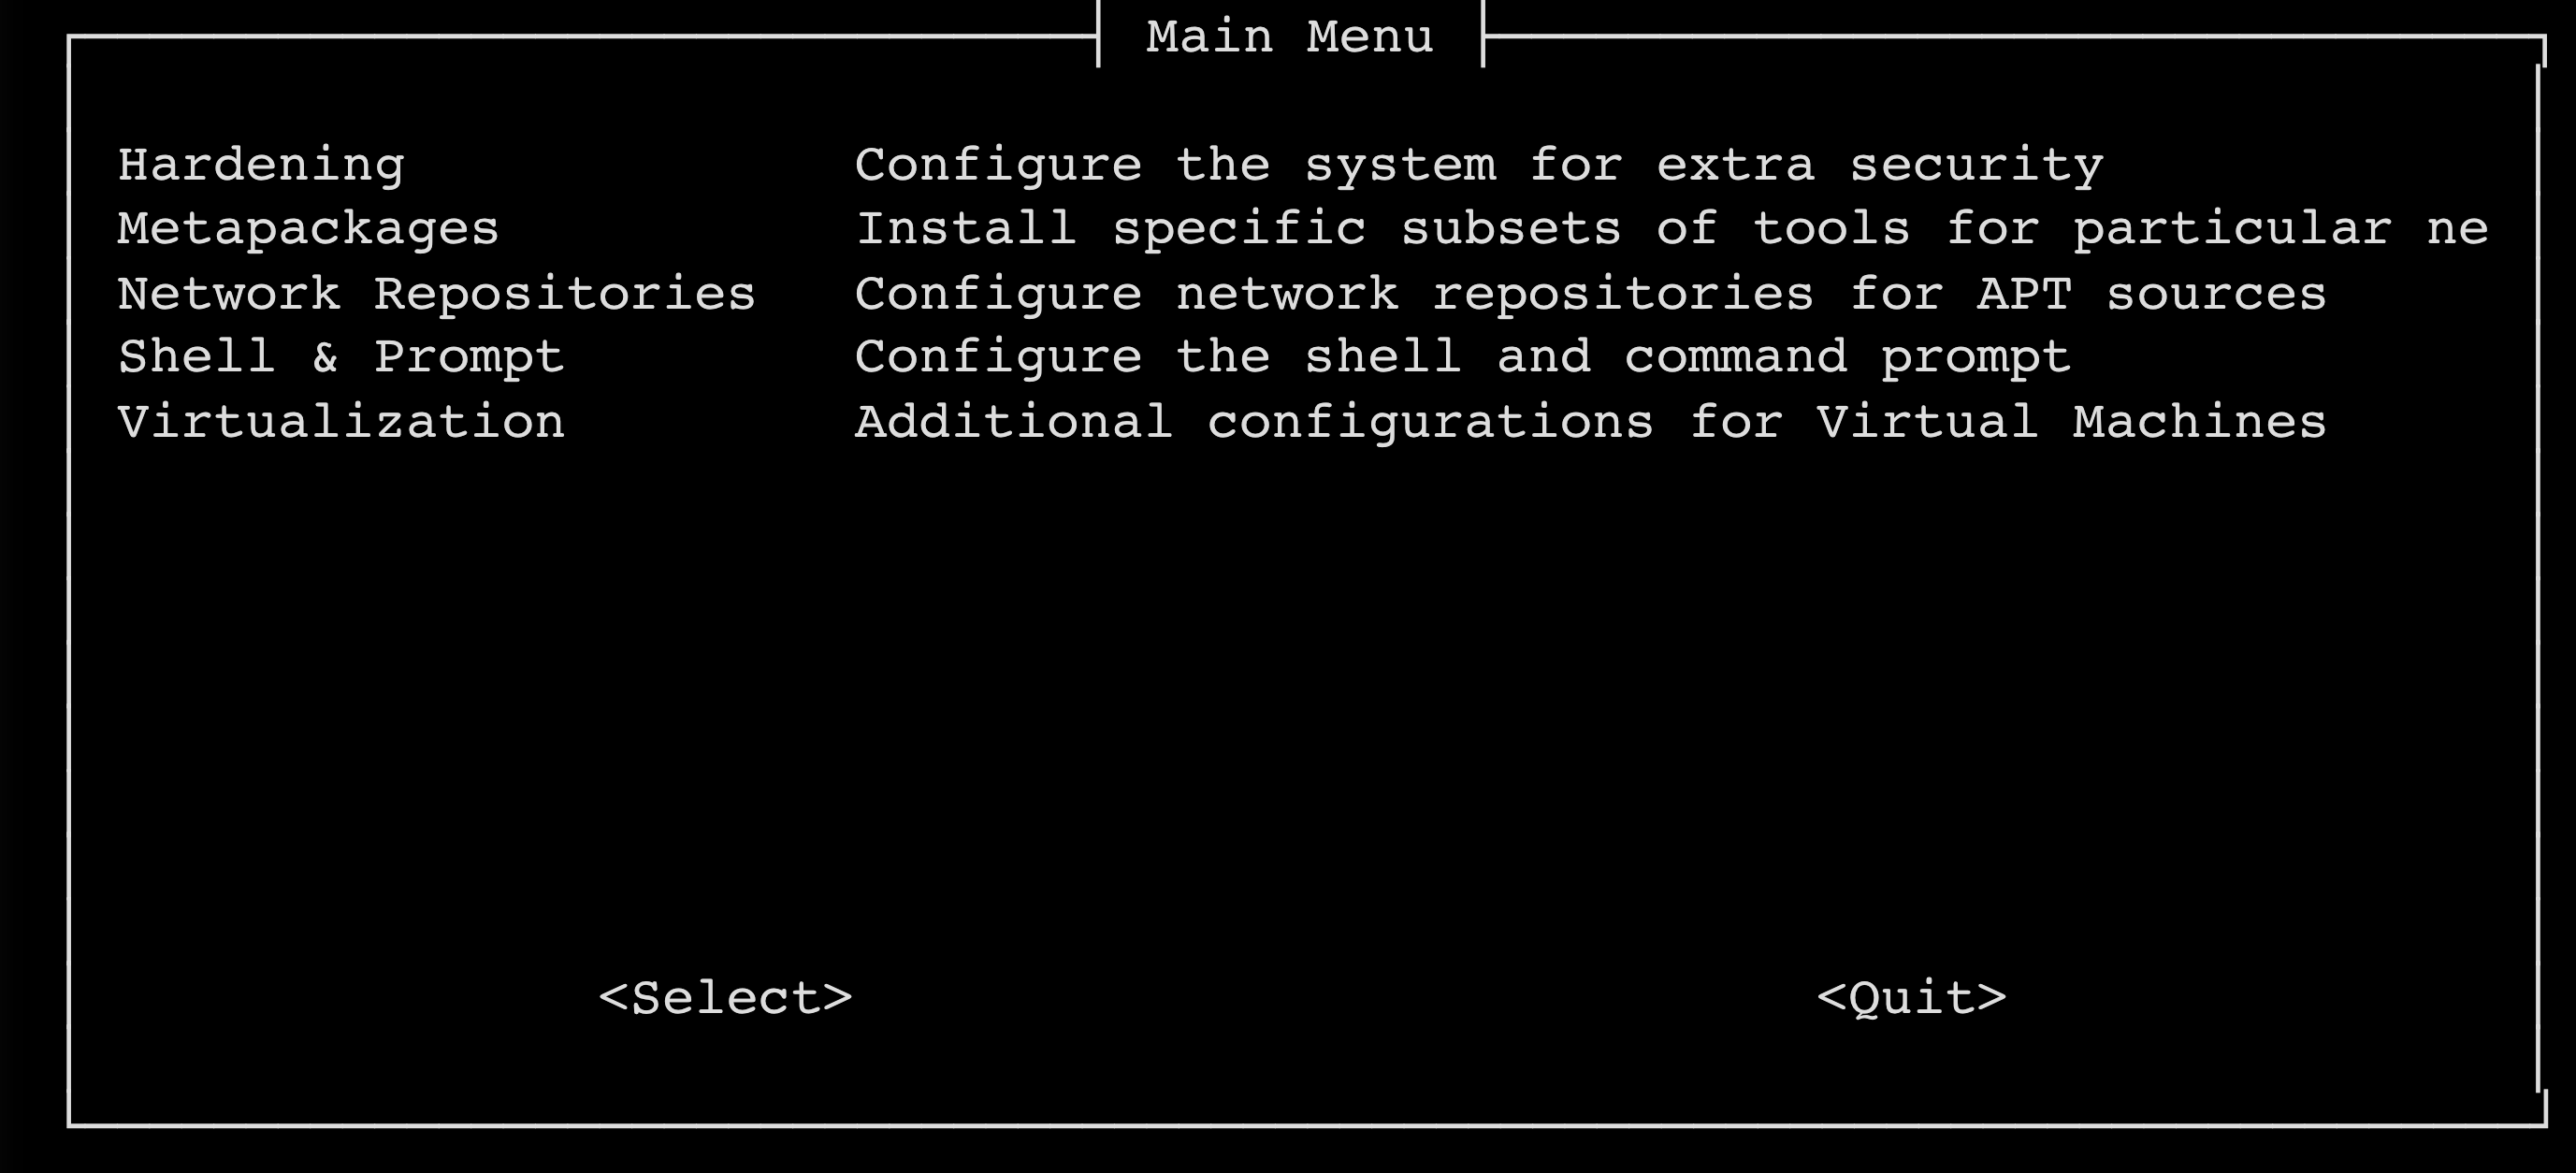 Main Menu
Hardening Configure the system for extra security
Metapackages Install specific subsets of tools for particular ne
Network Repositories Configure network repositories for APT sources
Shell & Prompt Configure the shell and command prompt
Virtualization Additional configurations for Virtual Machines
<Select> <Quit>